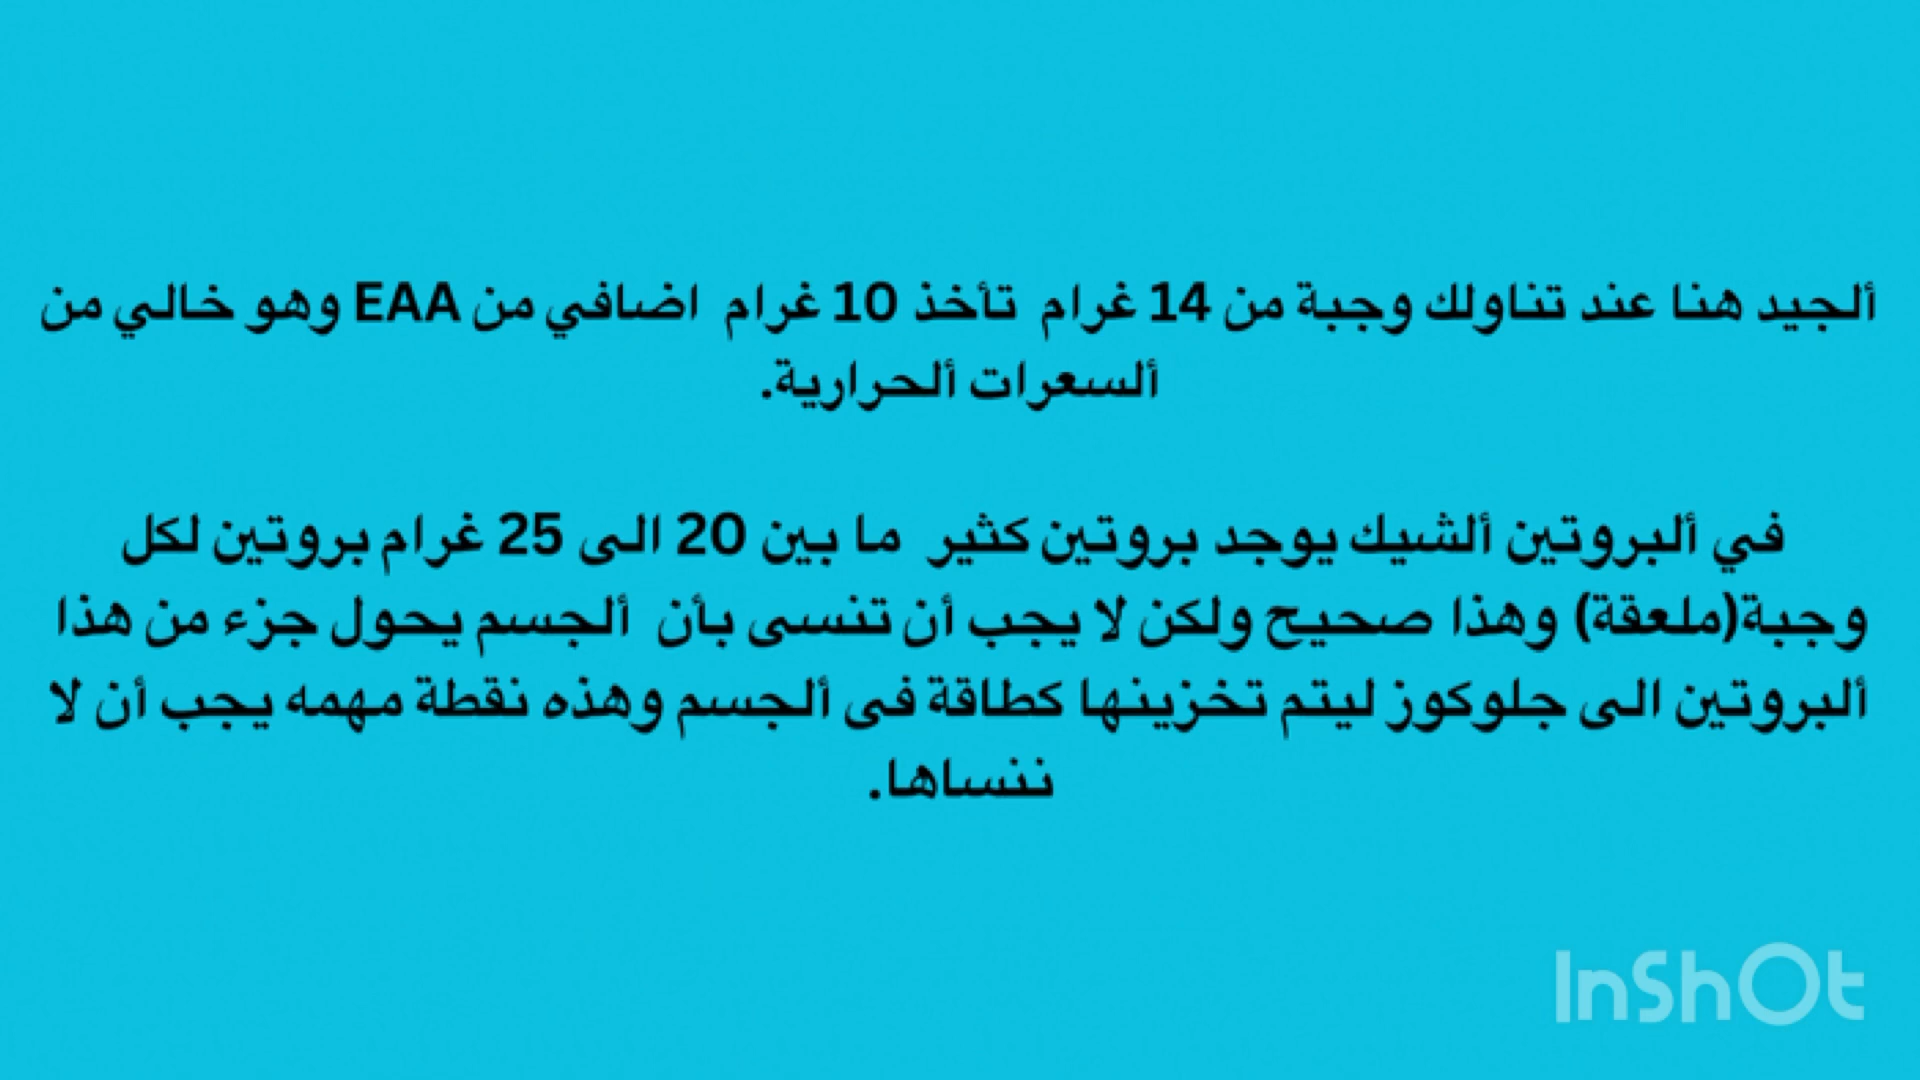 ألجيد هنا عند تناولك وجبة من 14 غرام تأخذ 10 غرام اضافي من EAA وهو خالي من
ألسعرات ألحرارية.
في ألبروتين ألشيك يوجد بروتين كثير ما بين 20 الى 25 غرام بروتين لكل
وجبة(ملعقة) وهذا صحيح ولكن لا يجب أن تنسى بأن ألجسم يحول جزء من هذا
ألبروتين الى جلوكوز ليتم تخزينها كطاقة فى ألجسم وهذه نقطة مهمه يجب أن لا
ننساها.
InShOt